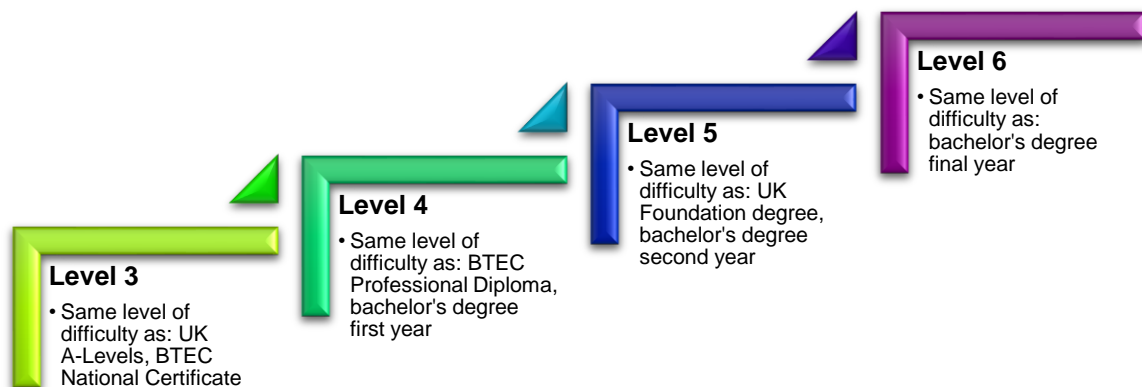 Level 3
• Same level of
difficulty as: UK
A-Levels, BTEC
National Certificate
Level 4
• Same level of
difficulty as: BTEC
Professional Diploma,
bachelor's degree
first year
Level 5
• Same level of
difficulty as: UK
Foundation degree,
bachelor's degree
second year
Level 6
• Same level of
difficulty as:
bachelor's degree
final year